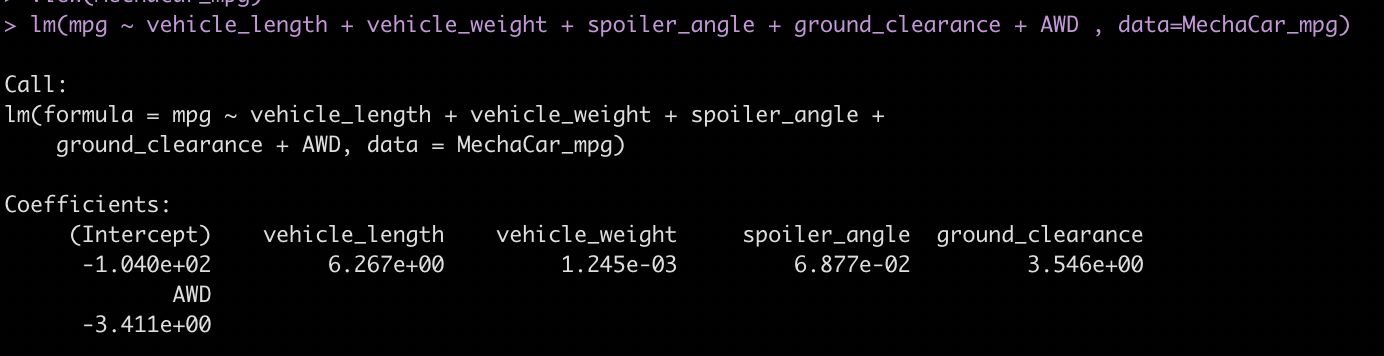 > lm(mpg ~ vehicle_length + vehicle_weight + spoiler_angle + ground_clearance + AWD , data=MechaCar_mpg)
Call:
lm(formula = mpg ~ vehicle_length + vehicle_weight + spoiler_angle +
    ground_clearance + AWD, data = MechaCar_mpg)
Coefficients:
     (Intercept)    vehicle_length    vehicle_weight     spoiler_angle  ground_clearance
      -1.040e+02         6.267e+00         1.245e-03         6.877e-02         3.546e+00
             AWD
      -3.411e+00